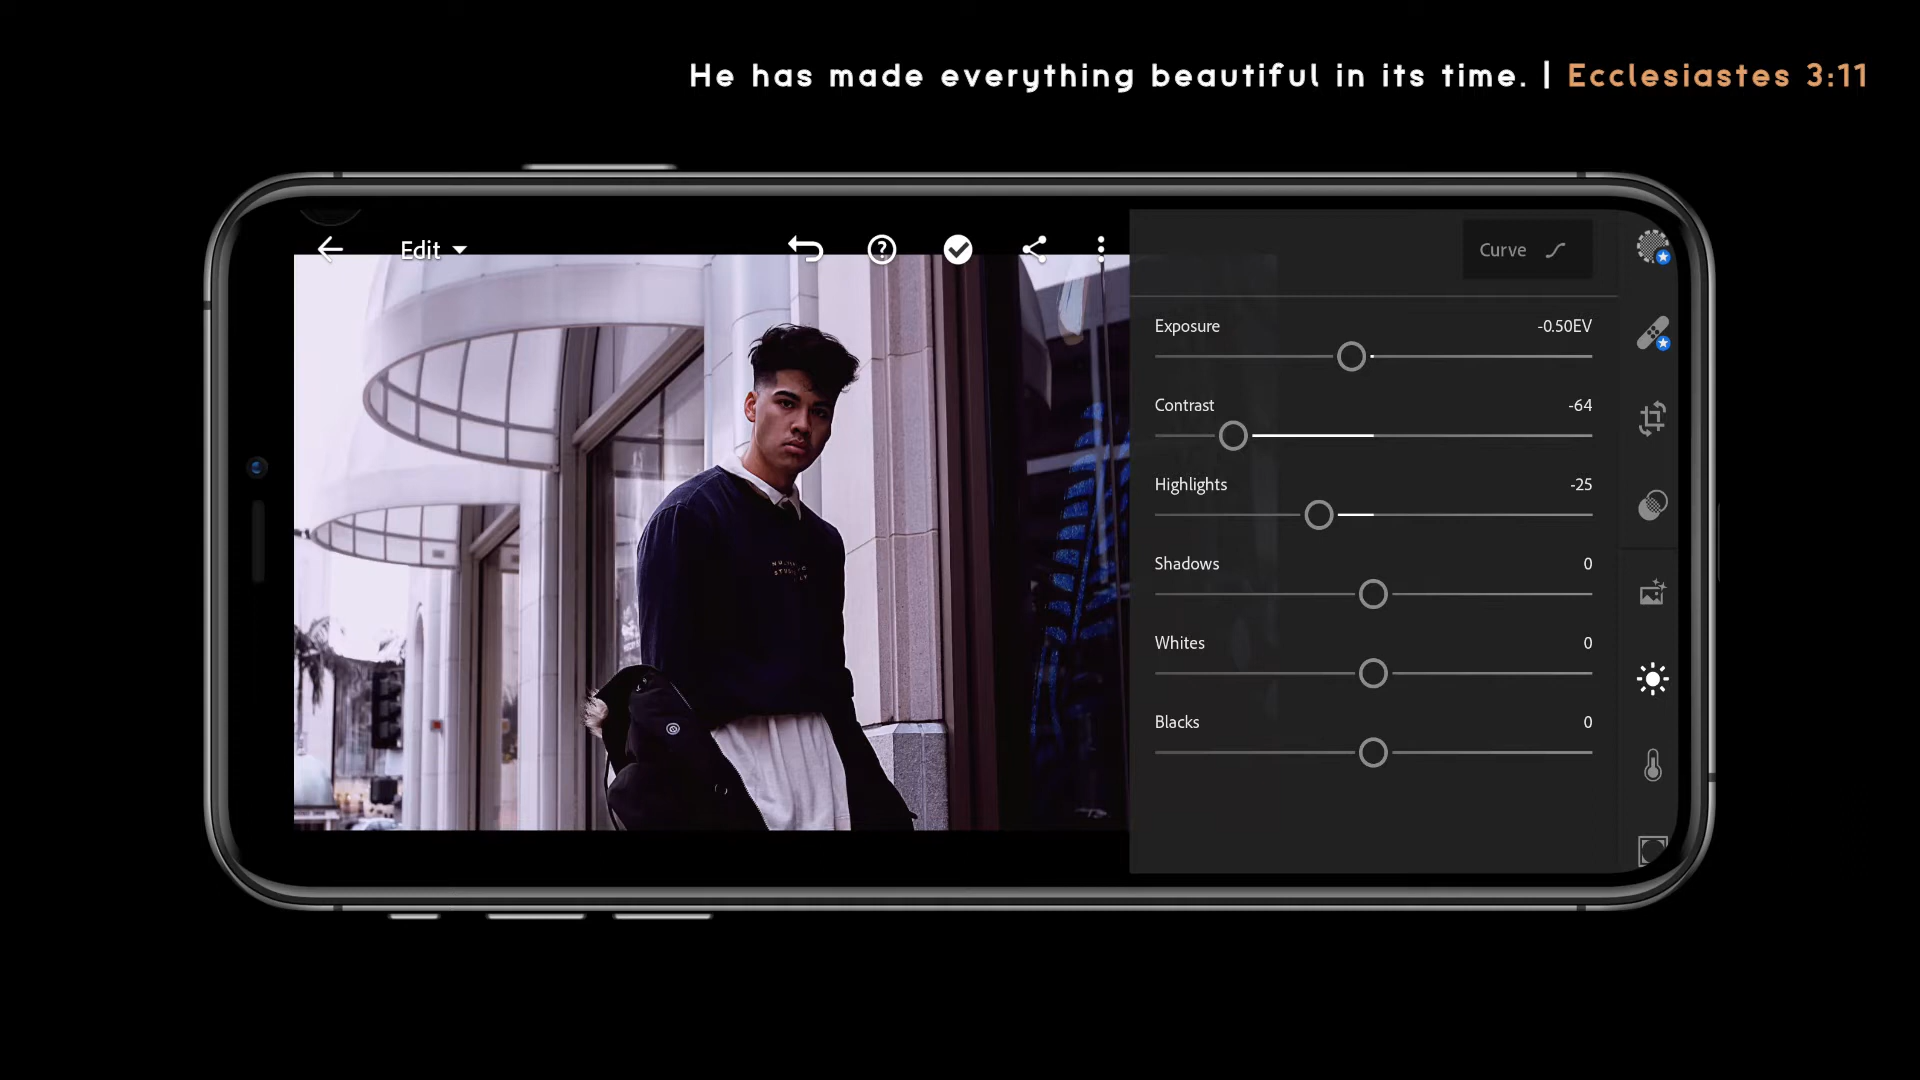 He has made everything beautiful in its time. | Ecclesiastes 3:11
Edit
Curve
Exposure -0.50EV
Contrast -64
Highlights -25
Shadows 0
Whites 0
Blacks 0